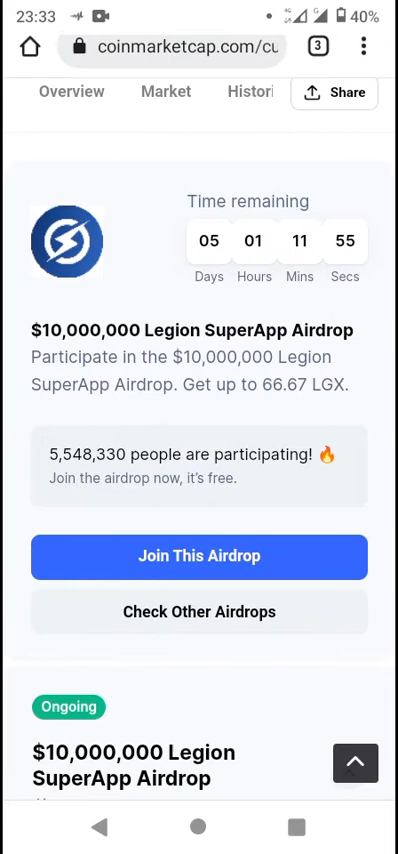 23:33
40%
coinmarketcap.com/cu
3
Overview Market Histori Share
Time remaining
05 01 11 55
Days Hours Mins Secs
$10,000,000 Legion SuperApp Airdrop
Participate in the $10,000,000 Legion
SuperApp Airdrop. Get up to 66.67 LGX.
5,548,330 people are participating! 🔥
Join the airdrop now, it's free.
Join This Airdrop
Check Other Airdrops
Ongoing
$10,000,000 Legion
SuperApp Airdrop